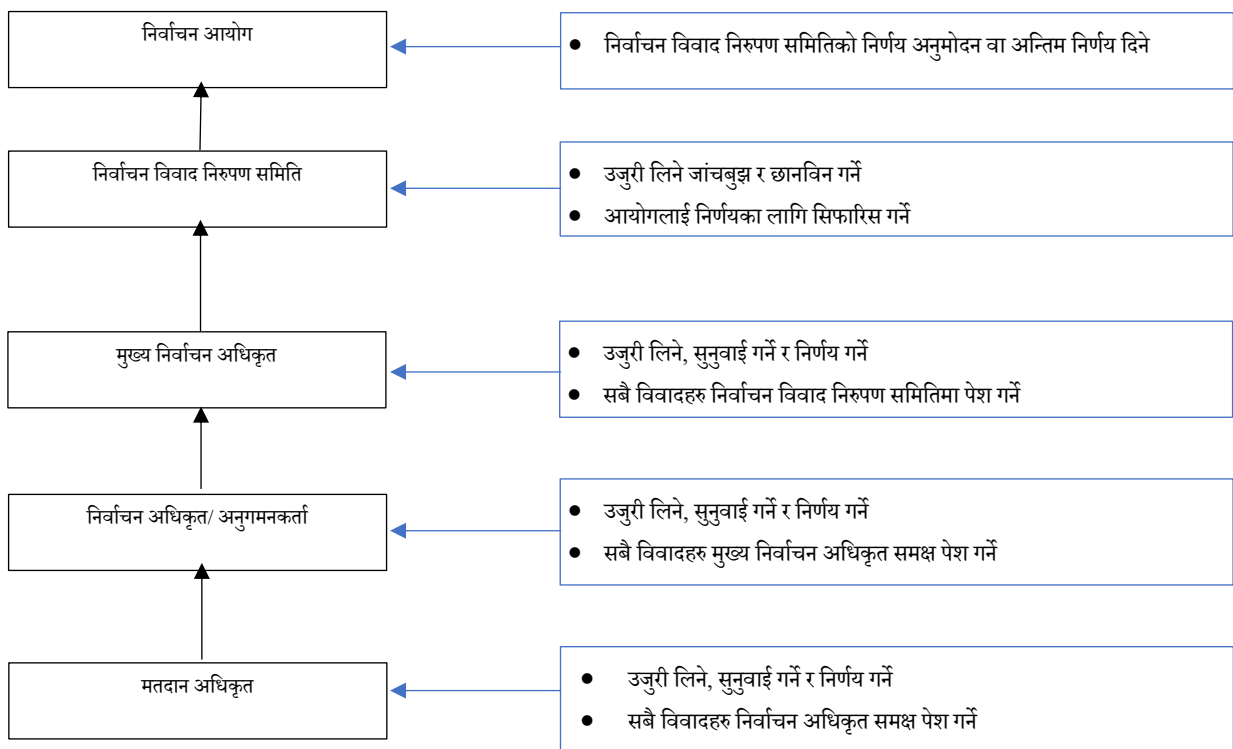 निर्वाचन आयोग
● निर्वाचन विवाद निरुपण समितिको निर्णय अनुमोदन वा अन्तिम निर्णय दिने
निर्वाचन विवाद निरुपण समिति
● उजुरी लिने जांचबुझ र छानविन गर्ने
● आयोगलाई निर्णयका लागि सिफारिस गर्ने
मुख्य निर्वाचन अधिकृत
● उजुरी लिने, सुनुवाई गर्ने र निर्णय गर्ने
● सबै विवादहरु निर्वाचन विवाद निरुपण समितिमा पेश गर्ने
निर्वाचन अधिकृत/ अनुगमनकर्ता
● उजुरी लिने, सुनुवाई गर्ने र निर्णय गर्ने
● सबै विवादहरु मुख्य निर्वाचन अधिकृत समक्ष पेश गर्ने
मतदान अधिकृत
● उजुरी लिने, सुनुवाई गर्ने र निर्णय गर्ने
● सबै विवादहरु निर्वाचन अधिकृत समक्ष पेश गर्ने